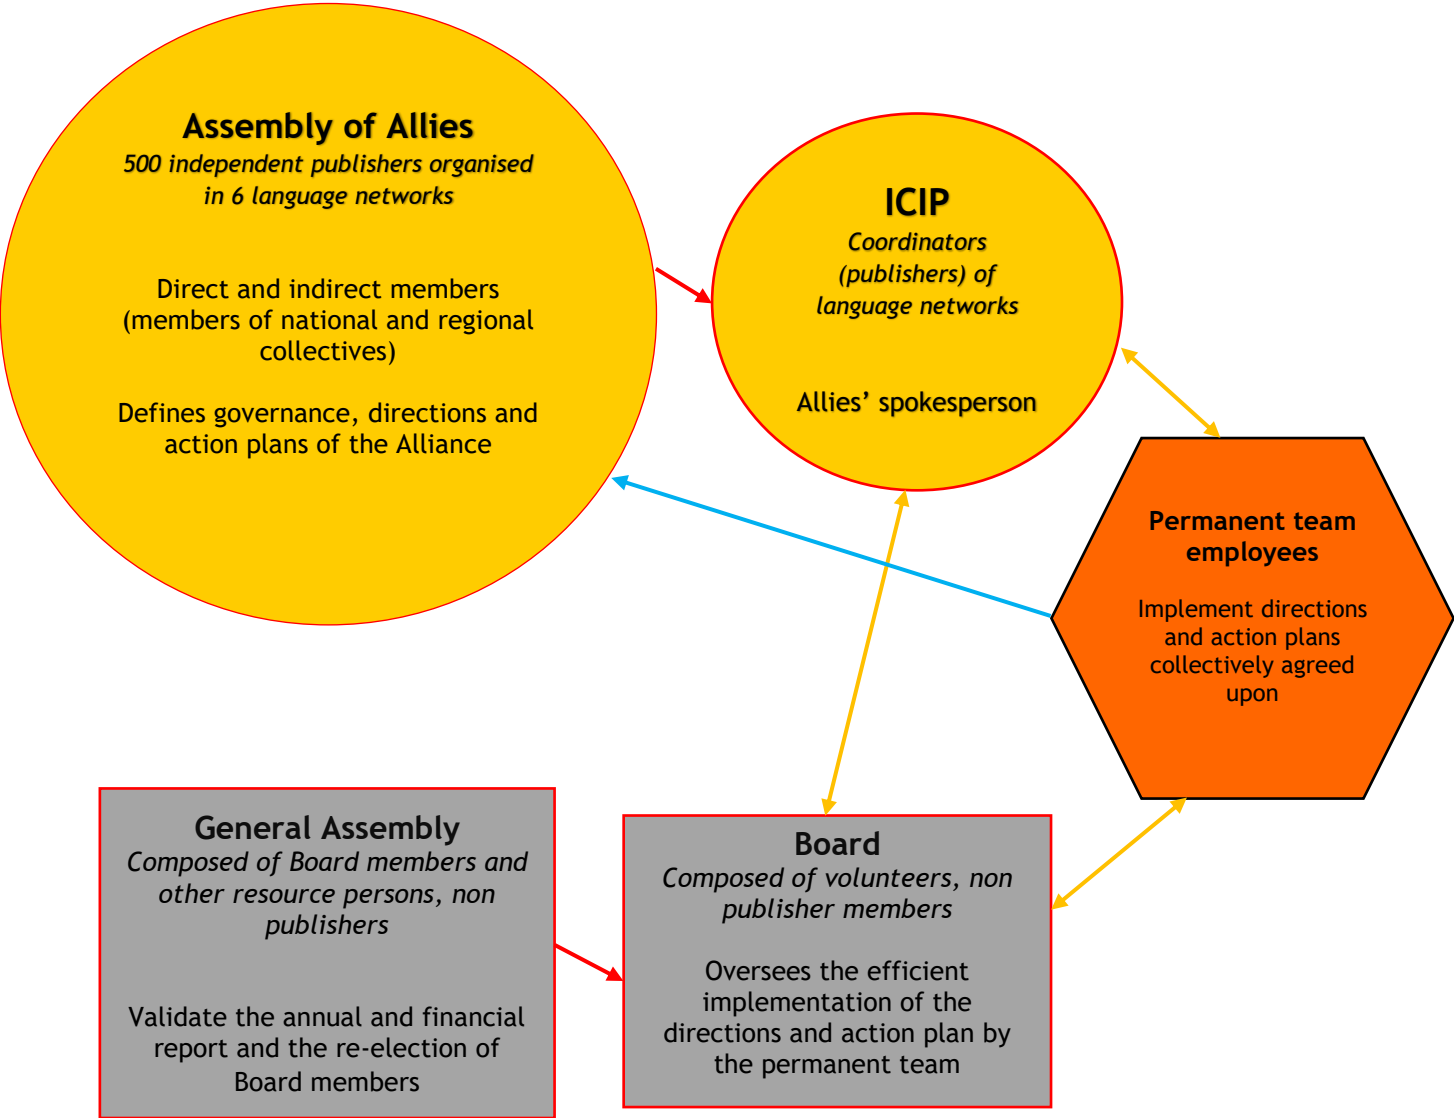 Assembly of Allies
500 independent publishers organised
in 6 language networks
Direct and indirect members
(members of national and regional
collectives)
Defines governance, directions and
action plans of the Alliance
ICIP
Coordinators
(publishers) of
language networks
Allies’ spokesperson
Permanent team
employees
Implement directions
and action plans
collectively agreed
upon
General Assembly
Composed of Board members and
other resource persons, non
publishers
Validate the annual and financial
report and the re-election of
Board members
Board
Composed of volunteers, non
publisher members
Oversees the efficient
implementation of the
directions and action plan by
the permanent team